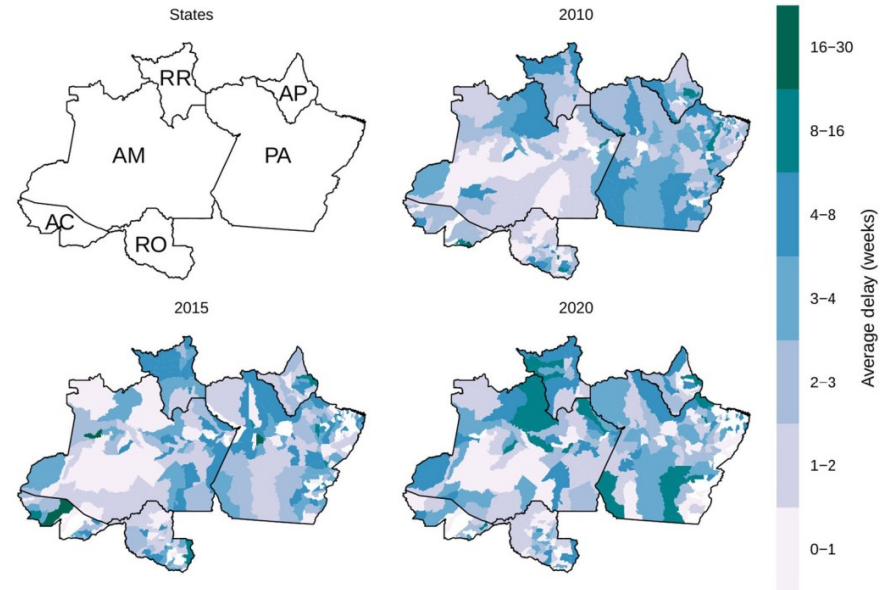 States
2010
RR
AP
AM
PA
AC
RO
2015
2020
16−30
8−16
4−8
3−4
2−3
1−2
0−1
Average delay (weeks)